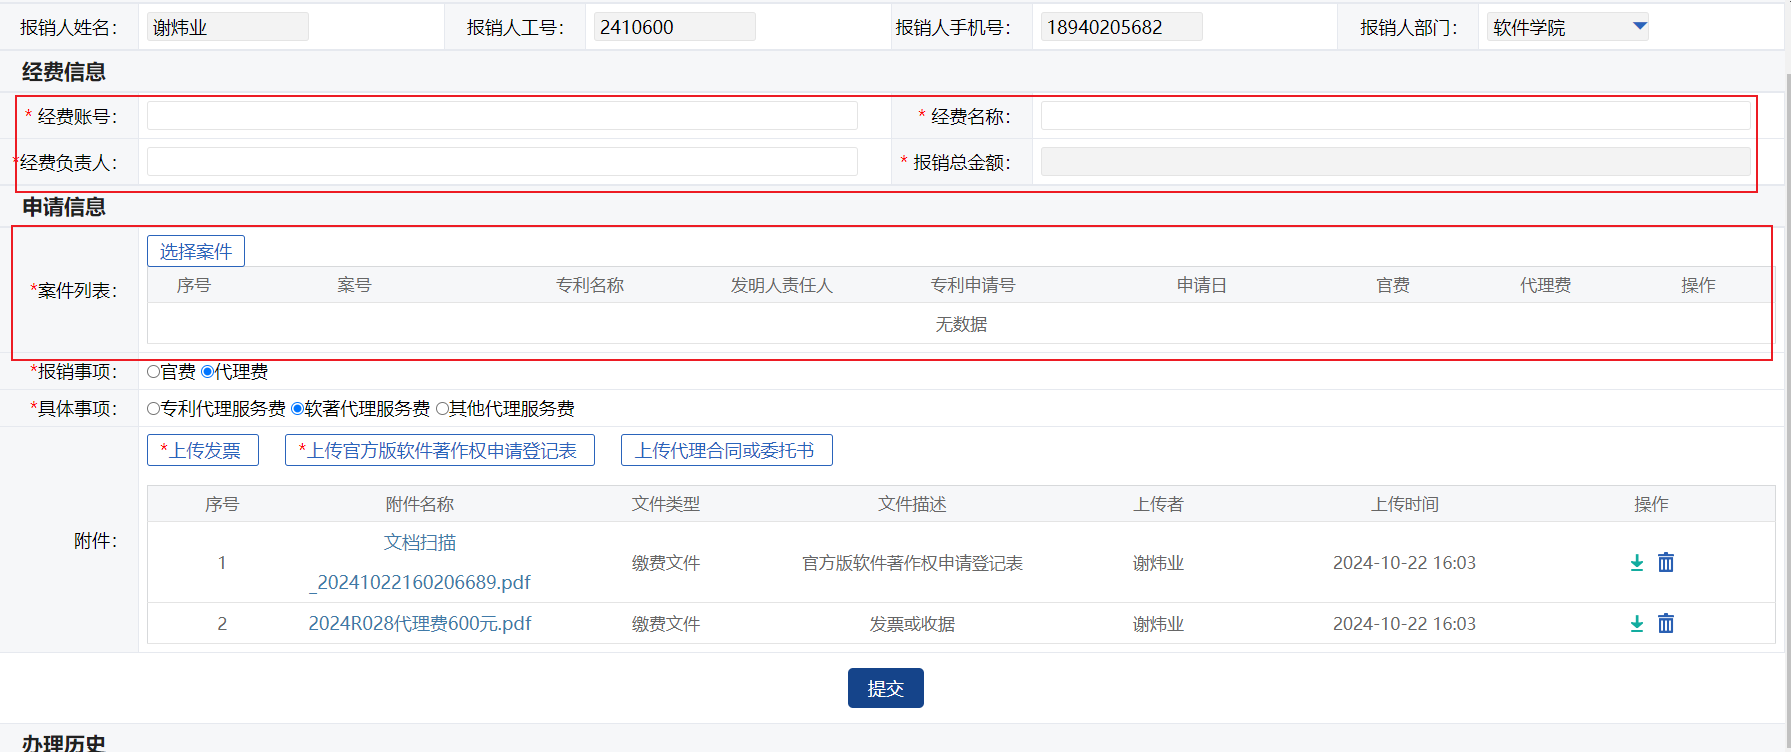 报销人姓名: 谢炜业 报销人工号: 2410600 报销人手机号: 18940205682 报销人部门: 软件学院
经费信息
* 经费账号: * 经费名称:
*经费负责人: * 报销总金额:
申请信息
选择案件
*案件列表:
序号 案号 专利名称 发明人责任人 专利申请号 申请日 官费 代理费 操作
无数据
*报销事项: 官费 代理费
*具体事项: 专利代理服务费 软著代理服务费 其他代理服务费
*上传发票 *上传官方版软件著作权申请登记表 上传代理合同或委托书
附件:
序号 附件名称 文件类型 文件描述 上传者 上传时间 操作
1 文档扫描_20241022160206689.pdf 缴费文件 官方版软件著作权申请登记表 谢炜业 2024-10-22 16:03
2 2024R028代理费600元.pdf 缴费文件 发票或收据 谢炜业 2024-10-22 16:03
提交
办理历史